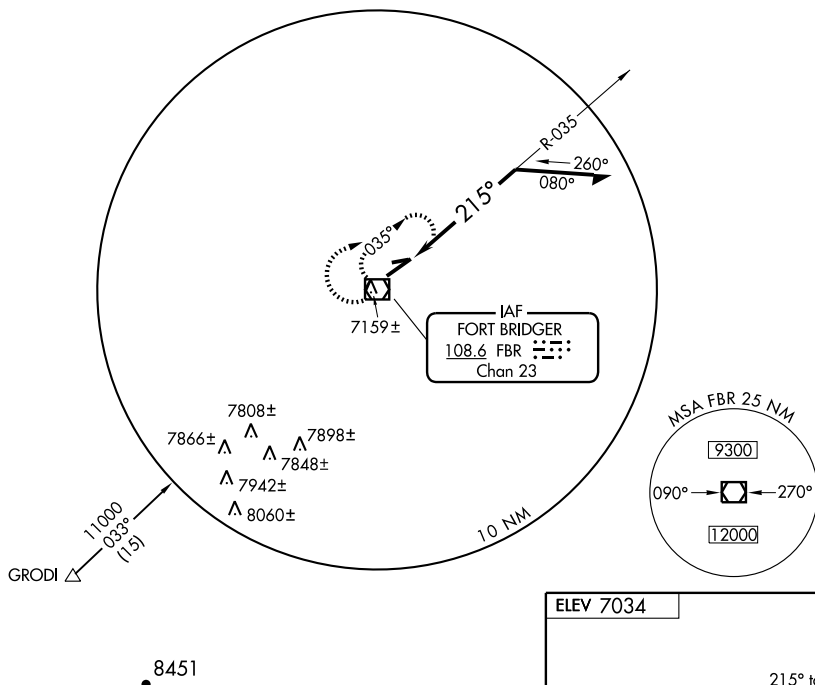 R-035
260°
080°
215°
035°
7159±
IAF
FORT BRIDGER
108.6 FBR
Chan 23
7808±
7866±
7898±
7848±
7942±
8060±
10 NM
11000
033°
(15)
GRODI
MSA FBR 25 NM
9300
090°
270°
12000
ELEV 7034
8451
215° to